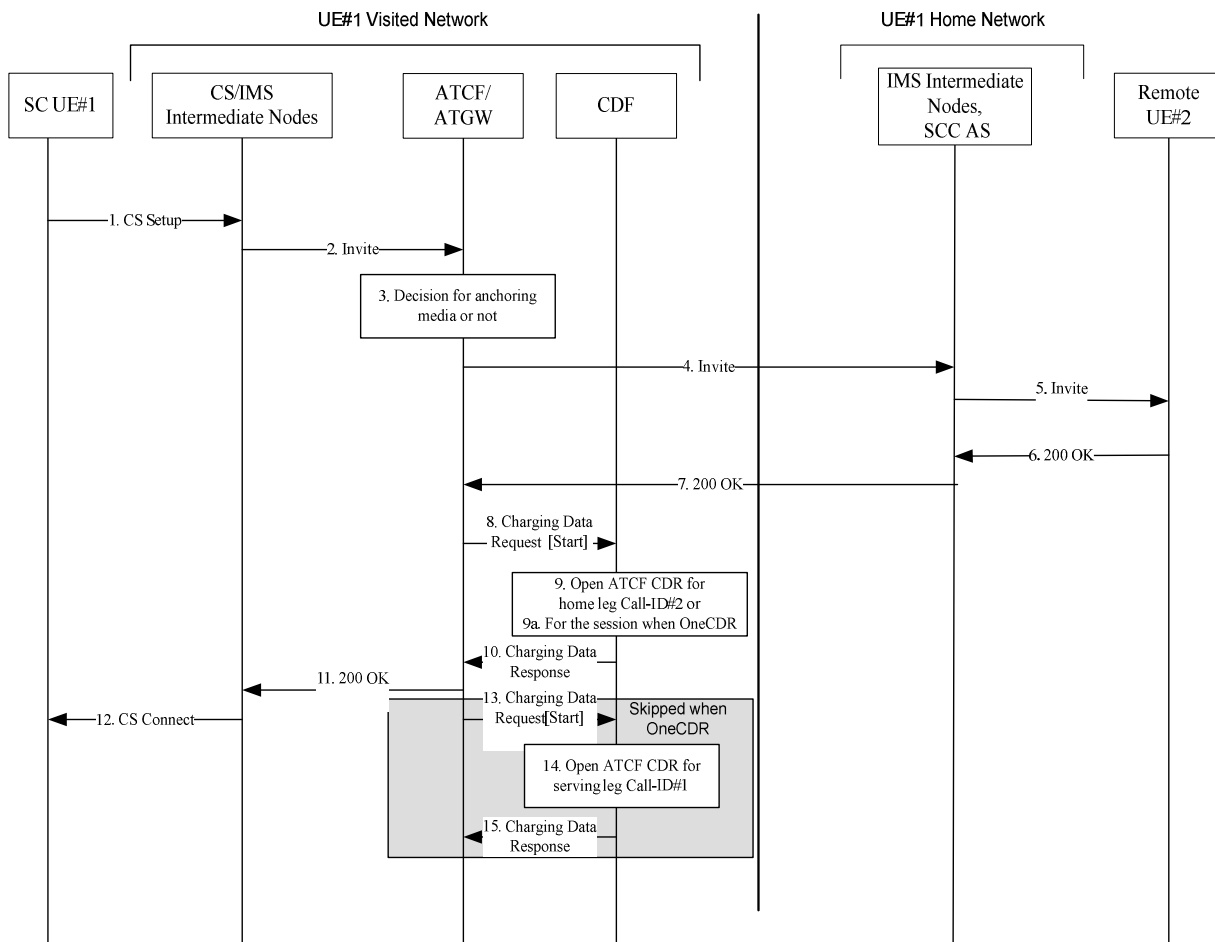 UE#1 Visited Network
UE#1 Home Network
SC UE#1
CS/IMS
Intermediate Nodes
ATCF/
ATGW
CDF
IMS Intermediate
Nodes,
SCC AS
Remote
UE#2
1. CS Setup
2. Invite
3. Decision for anchoring
media or not
4. Invite
5. Invite
6. 200 OK
7. 200 OK
8. Charging Data
Request [Start]
9. Open ATCF CDR for
home leg Call-ID#2 or
9a. For the session when OneCDR
10. Charging Data
Response
11. 200 OK
12. CS Connect
13. Charging Data
Request[Start]
Skipped when
OneCDR
14. Open ATCF CDR for
serving leg Call-ID#1
15. Charging Data
Response